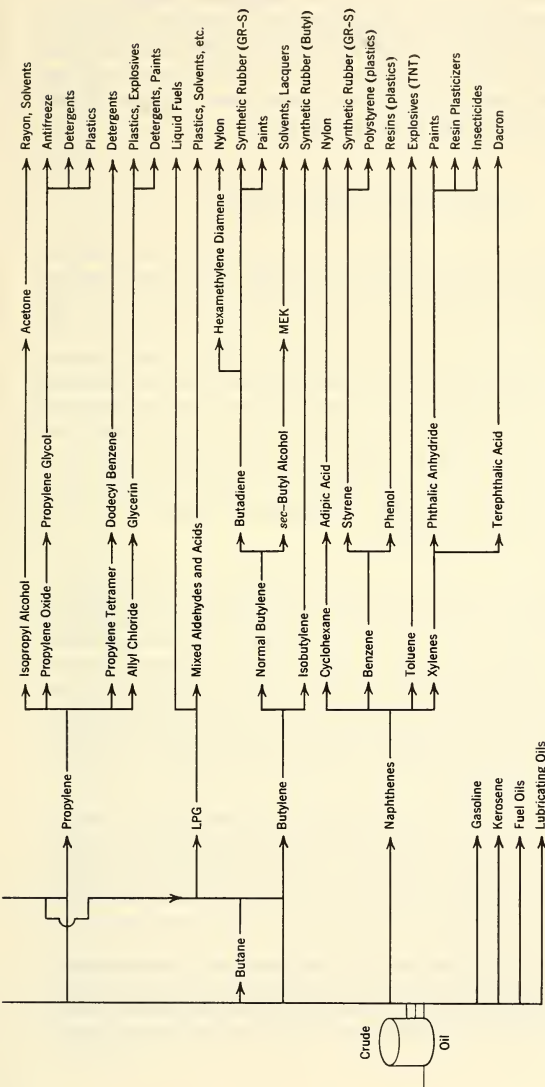 Isopropyl Alcohol
Acetone
Rayon, Solvents
Propylene Oxide
Propylene Glycol
Antifreeze
Detergents
Plastics
Propylene
Propylene Tetramer
Dodecyl Benzene
Detergents
Allyl Chloride
Glycerin
Plastics, Explosives
Detergents, Paints
Liquid Fuels
LPG
Mixed Aldehydes and Acids
Plastics, Solvents, etc.
Hexamethylene Diamene
Nylon
Butane
Normal Butylene
Butadiene
Synthetic Rubber (GR-S)
Paints
Butylene
sec-Butyl Alcohol
MEK
Solvents, Lacquers
Isobutylene
Synthetic Rubber (Butyl)
Cyclohexane
Adipic Acid
Nylon
Styrene
Synthetic Rubber (GR-S)
Benzene
Polystyrene (plastics)
Naphthenes
Phenol
Resins (plastics)
Toluene
Explosives (TNT)
Xylenes
Phthalic Anhydride
Paints
Resin Plasticizers
Insecticides
Terephthalic Acid
Dacron
Crude
Oil
Gasoline
Kerosene
Fuel Oils
Lubricating Oils